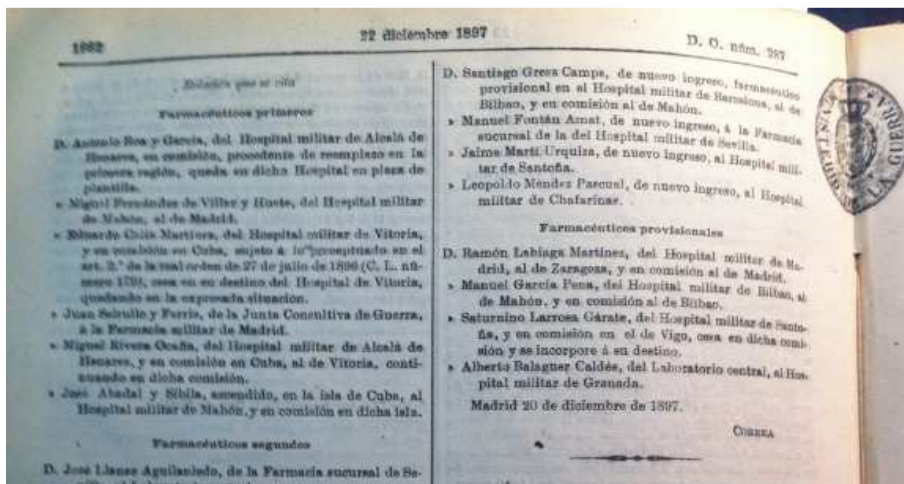 1862
22 diciembre 1897
D. O. núm. 287
Relación que se cita
Farmacéuticos primeros
D. Antonio Ros y García, del Hospital militar de Alcalá de
Henares, en comisión, procedente de reemplazo en la
primera región, queda en dicho Hospital en plaza de
plantilla.
» Miguel Fernández de Villar y Hueto, del Hospital militar
de Mahón, al de Madrid.
» Eduardo Martínez, del Hospital militar de Vitoria,
y en comisión en Cuba, sujeto á lo preceptuado en el
art. 2.º de la real orden de 27 de julio de 1896 (C. L. nú-
mero cesa en su destino del Hospital de Vitoria,
quedando en la expresada situación.
» Juan y Ferris, de la Junta Consultiva de Guerra,
á la Farmacia militar de Madrid.
» Miguel Rivera Ocaña, del Hospital militar de Alcalá de
Henares, y en comisión en Cuba, al de Vitoria, conti-
nuando en dicha comisión.
» José Abadal y Sibila, ascendido, en la isla de Cuba, al
Hospital militar de Mahón, y en comisión en dicha isla.
Farmacéuticos segundos
D. José Llanas Aguilaniedo, de la Farmacia sucursal de Se-
D. Santiago Gresa Camps, de nuevo ingreso, farmacéutico
provisional en el Hospital militar de Barcelona, al de
Bilbao, y en comisión al de Mahón.
» Manuel Fontán Amat, de nuevo ingreso, á la Farmacia
sucursal de la del Hospital militar de Sevilla.
» Jaime Martí Urquiza, de nuevo ingreso, al Hospital mili-
tar de Santoña.
» Leopoldo Méndez Pascual, de nuevo ingreso, al Hospital
militar de Chafarinas.
Farmacéuticos provisionales
D. Ramón Labiaga Martínez, del Hospital militar de Ma-
drid, al de Zaragoza, y en comisión al de Madrid.
» Manuel García Pena, del Hospital militar de Bilbao, al
de Mahón, y en comisión al de Bilbao.
» Saturnino Larrosa Gárate, del Hospital militar de Santo-
ña, y en comisión en el de Vigo, cesa en dicha comi-
sión y se incorpore á su destino.
» Alberto Balaguer Caldés, del Laboratorio central, al Hos-
pital militar de Granada.
Madrid 20 de diciembre de 1897.
CORREA
DE LA GUERRA